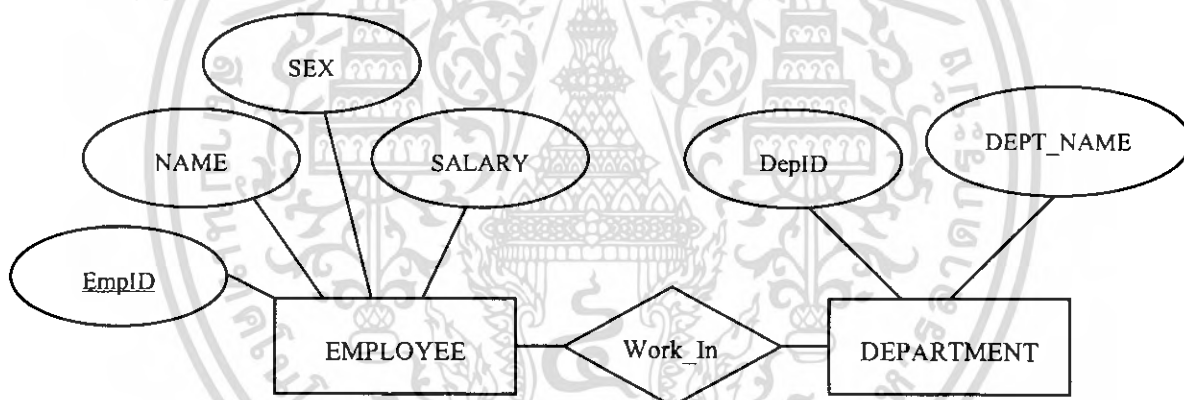 SEX
NAME
SALARY
DepID
DEPT_NAME
EmpID
EMPLOYEE
Work_In
DEPARTMENT